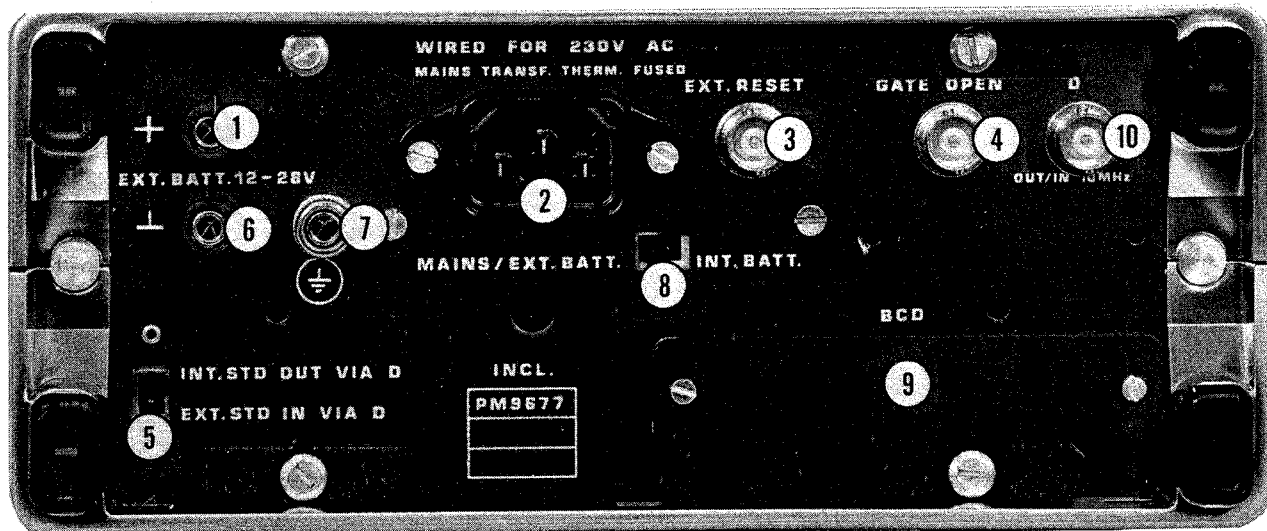 WIRED FOR 230V AC
MAINS TRANSF. THERM. FUSED
EXT. RESET
GATE OPEN
D
+
1
2
3
4
10
OUT/IN 10MHz
EXT. BATT. 12-28V
6
7
MAINS/EXT. BATT.
8
INT. BATT.
BCD
INT. STD OUT VIA D
EXT. STD IN VIA D
5
INCL.
PM9677
9